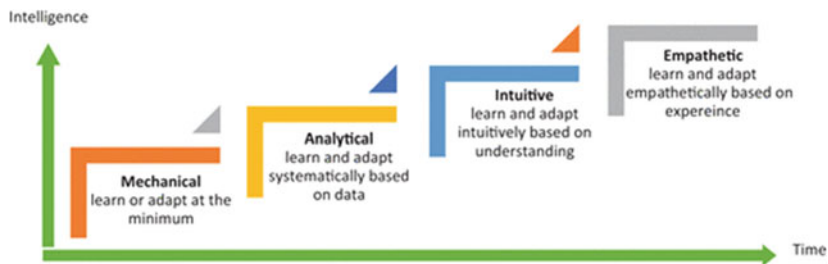 Intelligence
Mechanical
learn or adapt at the
minimum
Analytical
learn and adapt
systematically based
on data
Intuitive
learn and adapt
intuitively based on
understanding
Empathetic
learn and adapt
empathetically based on
expereince
Time